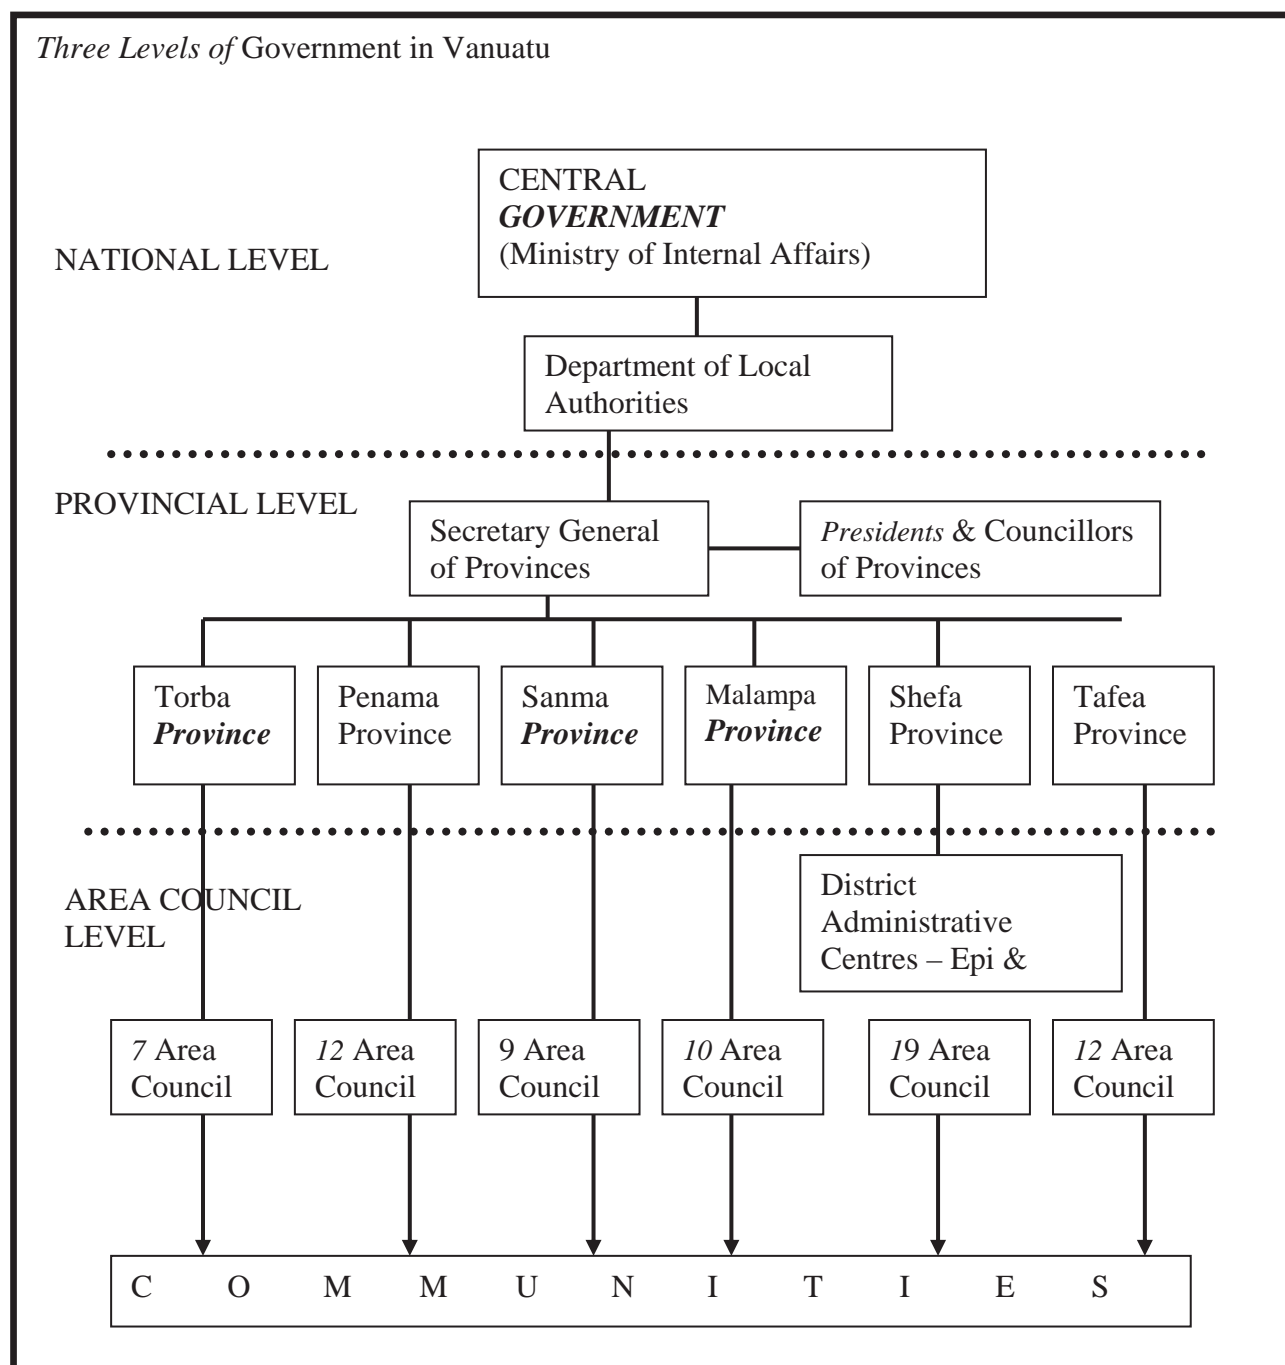 Three Levels of Government in Vanuatu
CENTRAL
GOVERNMENT
(Ministry of Internal Affairs)
NATIONAL LEVEL
Department of Local
Authorities
PROVINCIAL LEVEL
Secretary General
of Provinces
Presidents & Councillors
of Provinces
Torba
Province
Penama
Province
Sanma
Province
Malampa
Province
Shefa
Province
Tafea
Province
AREA COUNCIL
LEVEL
District
Administrative
Centres – Epi &
7 Area
Council
12 Area
Council
9 Area
Council
10 Area
Council
19 Area
Council
12 Area
Council
C O M M U N I T I E S